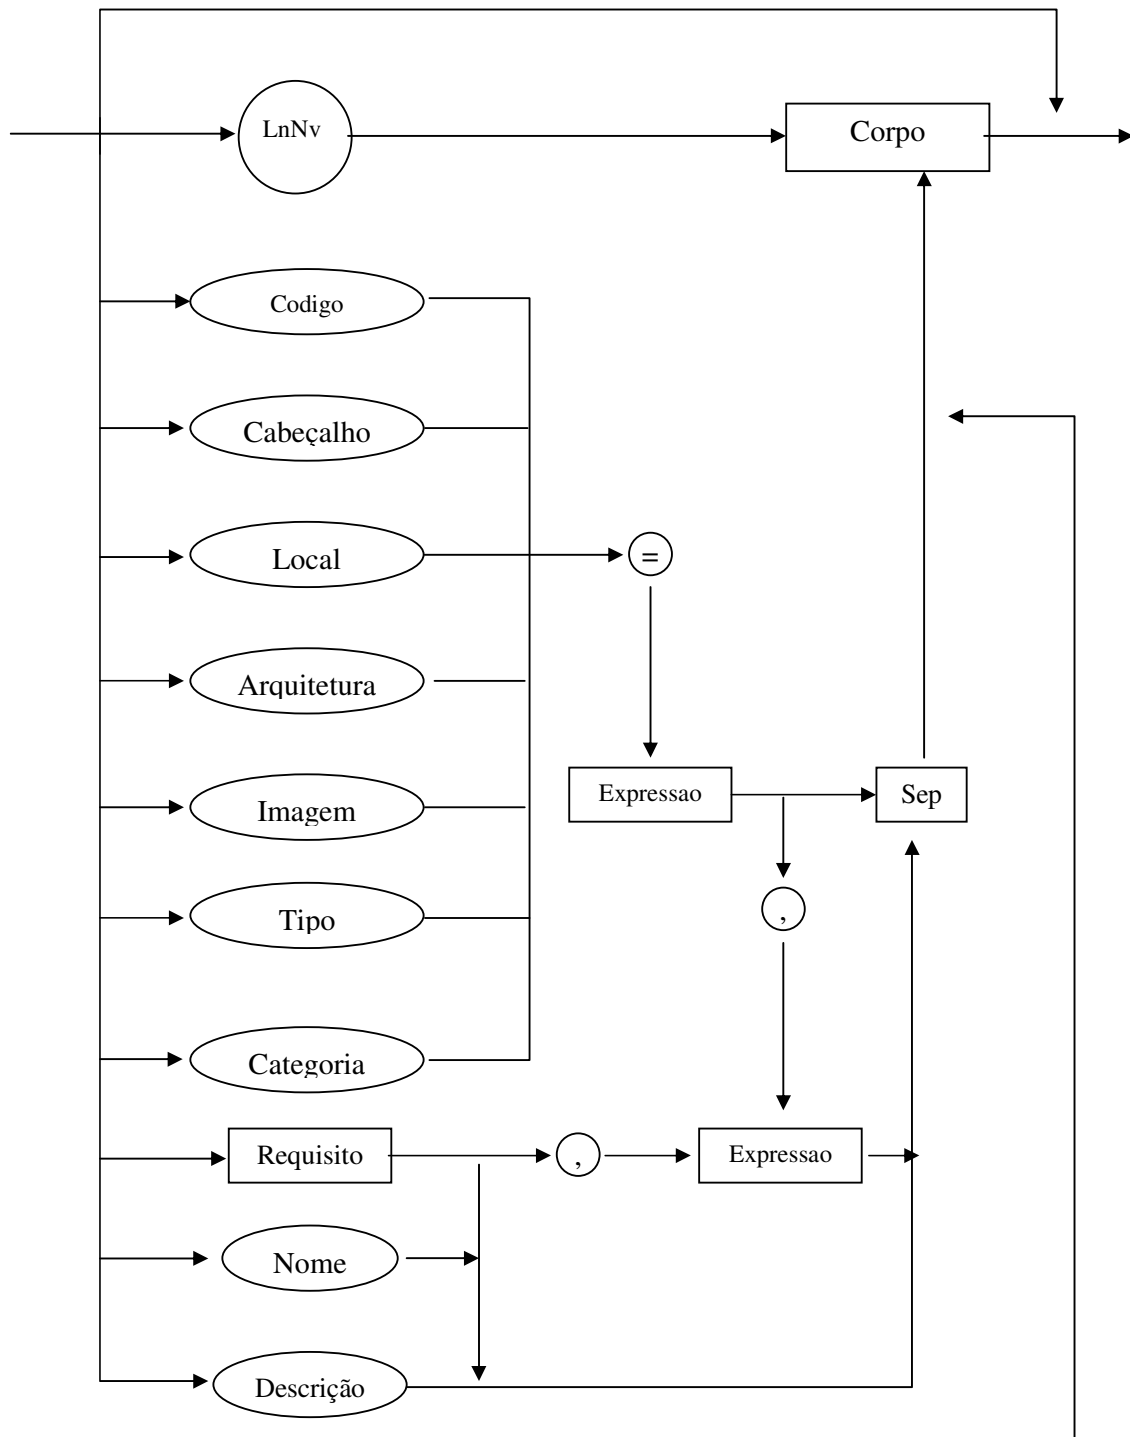 LnNv
Corpo
Codigo
Cabeçalho
Local
=
Arquitetura
Imagem
Expressao
Sep
Tipo
,
Categoria
Requisito
,
Expressao
Nome
Descrição